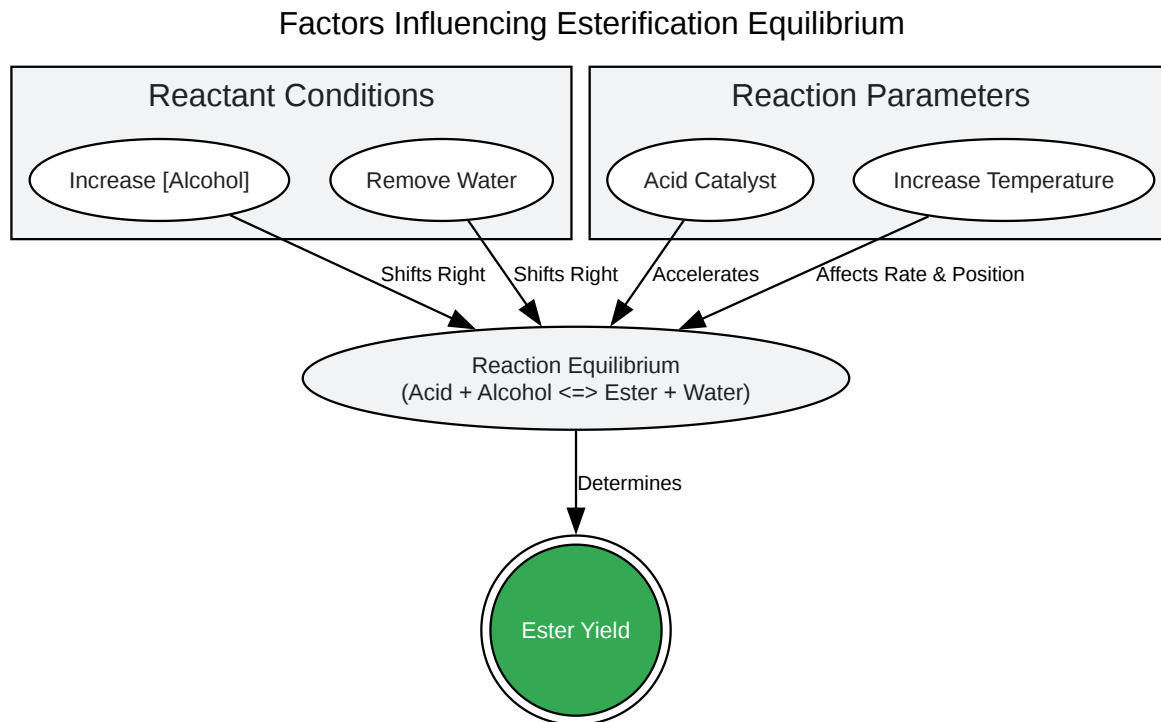 Factors Influencing Esterification Equilibrium
Reactant Conditions
Reaction Parameters
Increase [Alcohol]
Remove Water
Acid Catalyst
Increase Temperature
Shifts Right
Shifts Right
Accelerates
Affects Rate & Position
Reaction Equilibrium
(Acid + Alcohol <=> Ester + Water)
Determines
Ester Yield